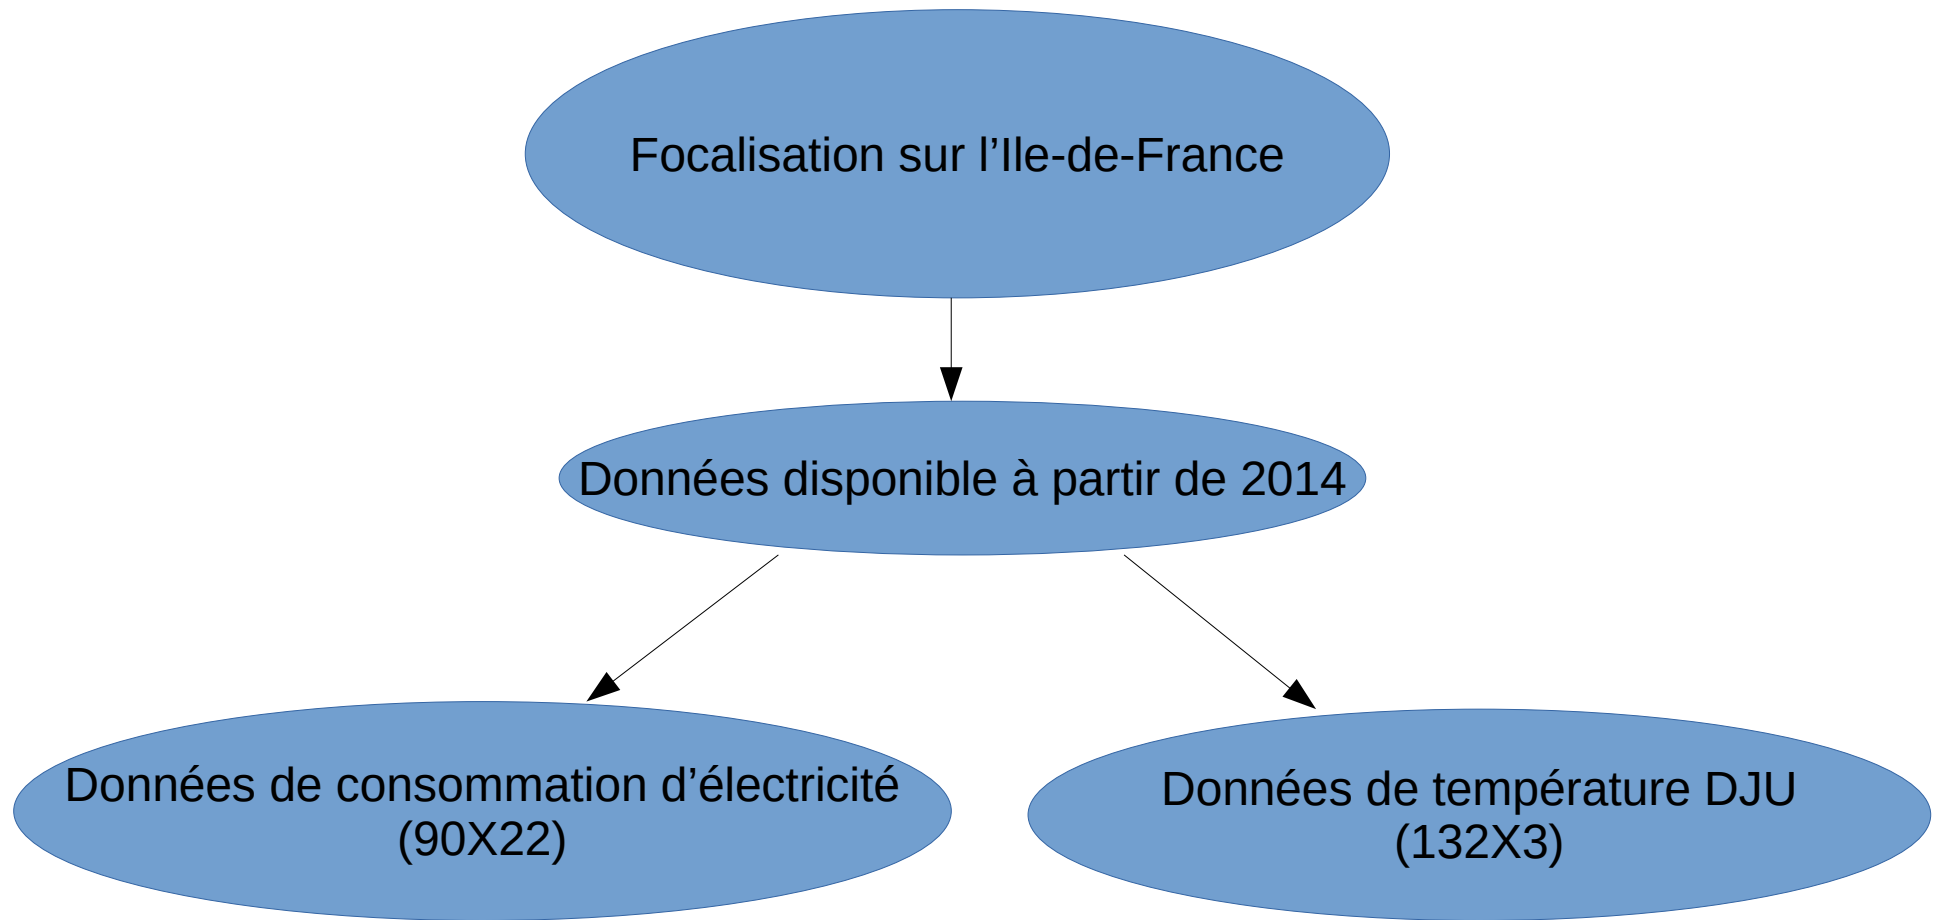 Focalisation sur l’Ile-de-France
Données disponible à partir de 2014
Données de consommation d’électricité
(90X22)
Données de température DJU
(132X3)